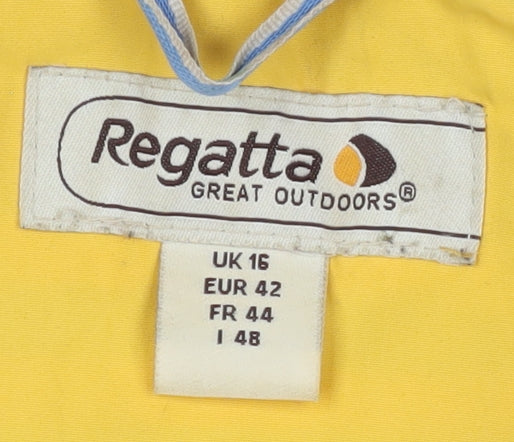 Regatta
GREAT OUTDOORS®
UK 16
EUR 42
FR 44
I 48